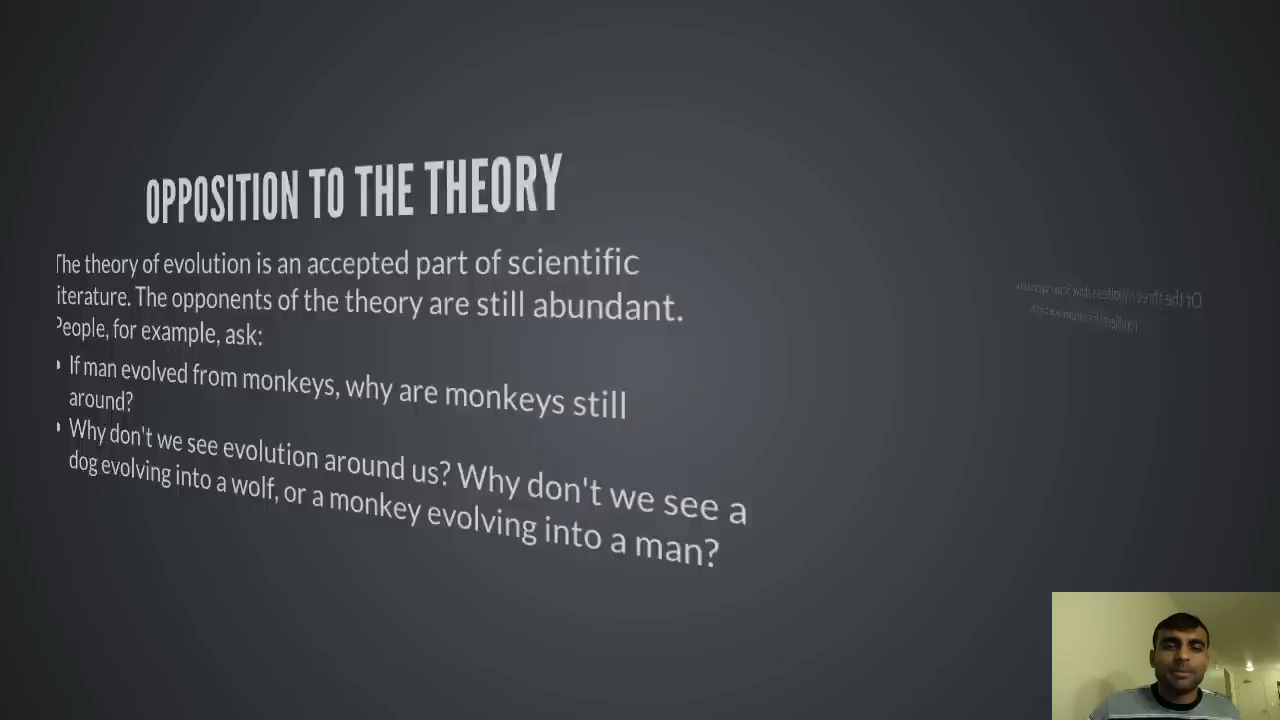 OPPOSITION TO THE THEORY
The theory of evolution is an accepted part of scientific
literature. The opponents of the theory are still abundant.
People, for example, ask:
• If man evolved from monkeys, why are monkeys still
around?
• Why don't we see evolution around us? Why don't we see a
dog evolving into a wolf, or a monkey evolving into a man?
Of the three